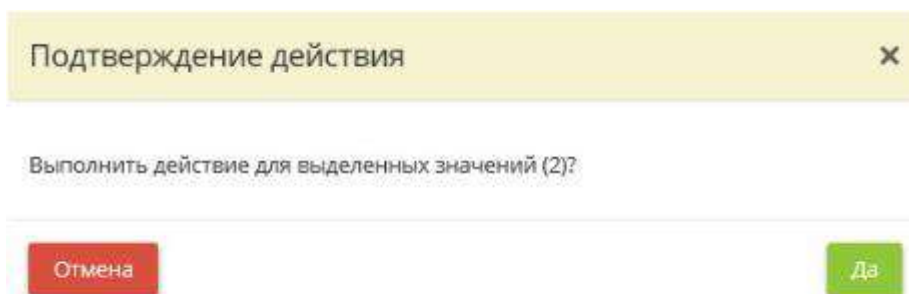 Подтверждение действия
Выполнить действие для выделенных значений (2)?
Отмена
Да